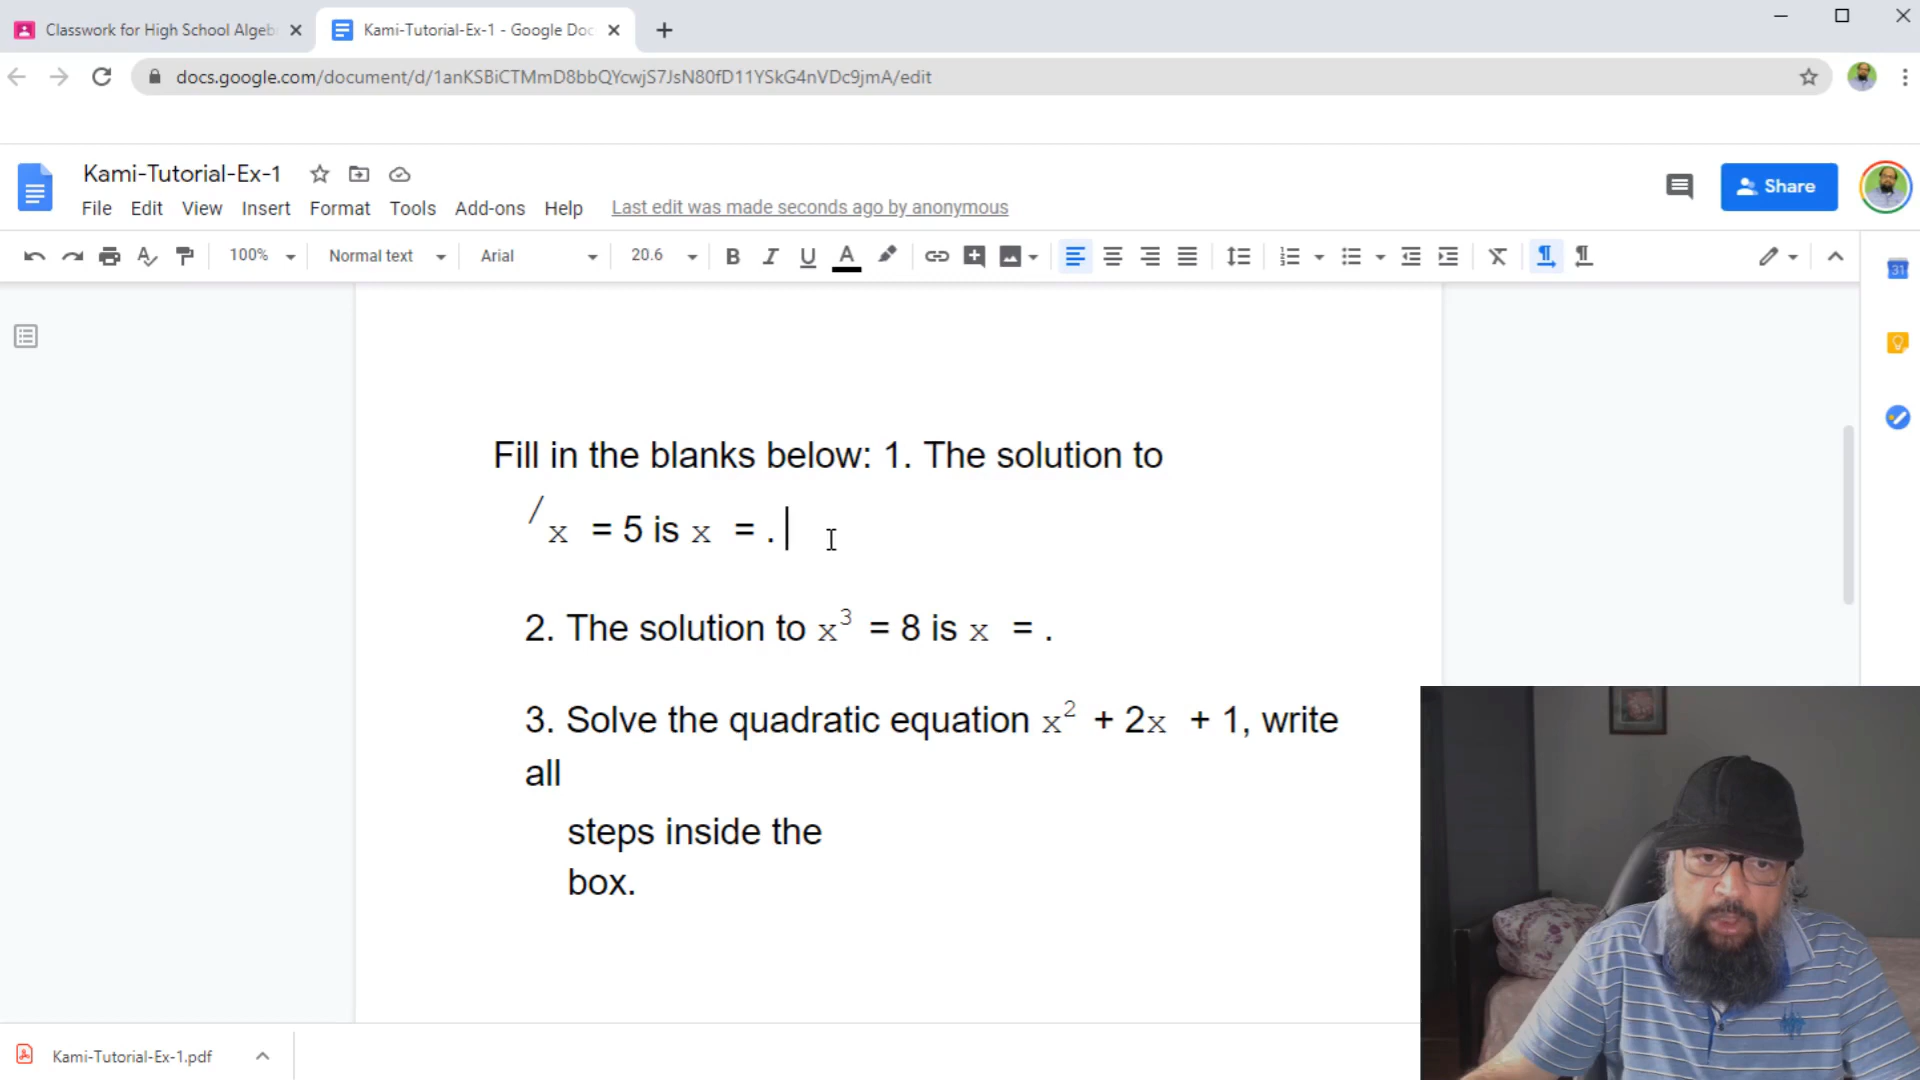 Classwork for High School Algeb
Kami-Tutorial-Ex-1 - Google Doc
docs.google.com/document/d/1anKSBiCTMmD8bbQYcwjS7JsN80fD11YSkG4nVDc9jmA/edit
Kami-Tutorial-Ex-1
Share
File Edit View Insert Format Tools Add-ons Help Last edit was made seconds ago by anonymous
100% Normal text Arial 20.6 B I U A
31
Fill in the blanks below: 1. The solution to
/x = 5 is x = .
2. The solution to x³ = 8 is x = .
3. Solve the quadratic equation x² + 2x + 1, write
all
steps inside the
box.
Kami-Tutorial-Ex-1.pdf